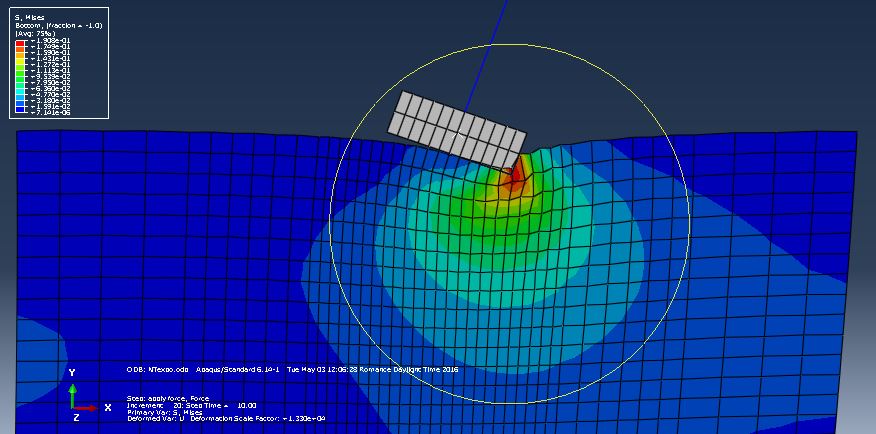 S, Mises
Bottom, (fraction = -1.0)
(Avg: 75%)
+1.908e-01
+1.749e-01
+1.590e-01
+1.431e-01
+1.272e-01
+1.113e-01
+9.539e-02
+7.950e-02
+6.360e-02
+4.770e-02
+3.180e-02
+1.591e-02
+7.141e-06
Y
Z
X
ODB: NTexpo.odb Abaqus/Standard 6.14-1 Tue May 03 12:06:28 Romance Daylight Time 2016
Step: applyforce, Force
Increment 20: Step Time = 10.00
Primary Var: S, Mises
Deformed Var: U Deformation Scale Factor: +1.330e+04